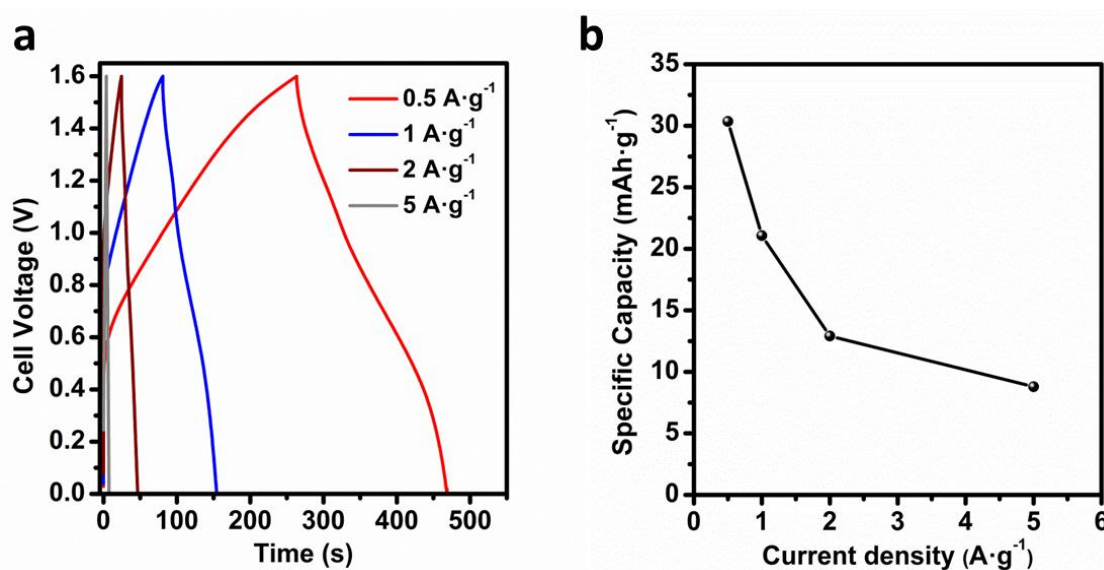 a
1.6
1.4
1.2
1.0
0.8
0.6
0.4
0.2
0.0
Cell Voltage (V)
0.5 A·g⁻¹
1 A·g⁻¹
2 A·g⁻¹
5 A·g⁻¹
0 100 200 300 400 500
Time (s)
b
35
30
25
20
15
10
5
0
Specific Capacity (mAh·g⁻¹)
0 1 2 3 4 5 6
Current density (A·g⁻¹)